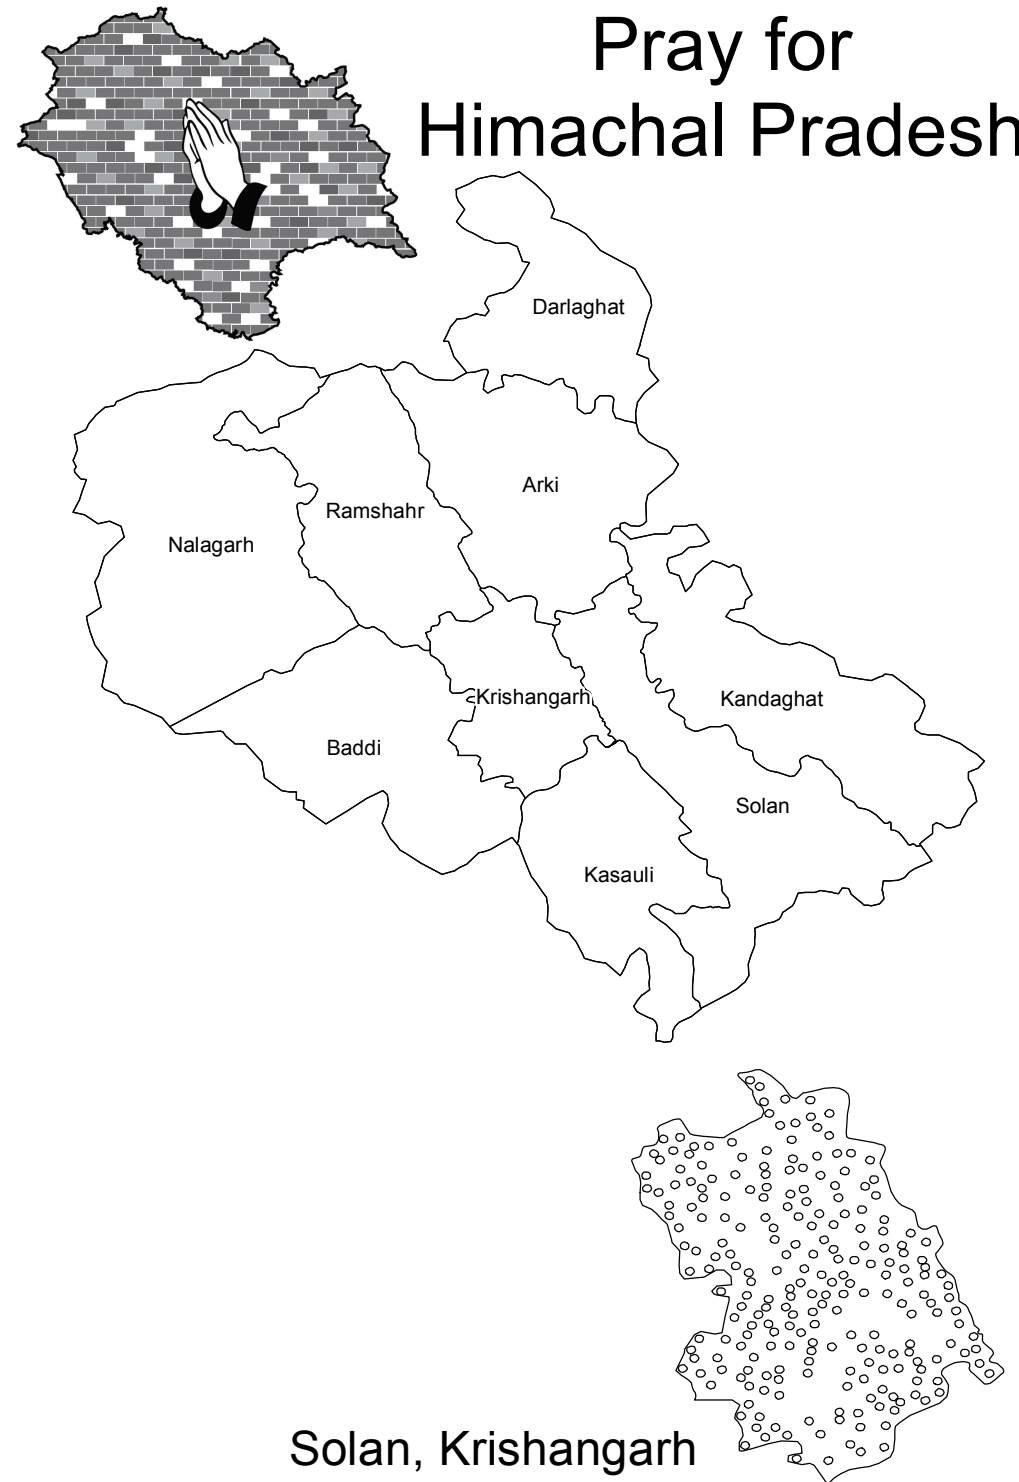 Pray for
Himachal Pradesh
Darlaghat
Arki
Ramshahr
Nalagarh
Krishangarh
Kandaghat
Baddi
Solan
Kasauli
Solan, Krishangarh